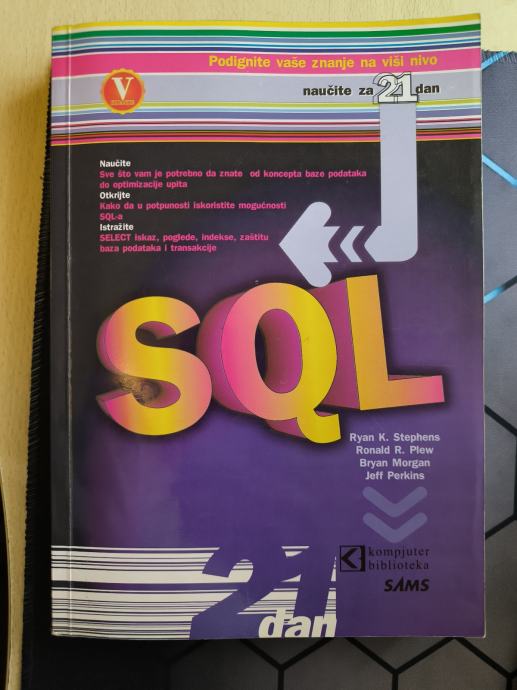 Podignite vaše znanje na viši nivo
naučite za 21 dan
V
Naučite
Sve što vam je potrebno da znate od koncepta baze podataka
do optimizacije upita
Otkrijte
Kako da u potpunosti iskoristite mogućnosti
SQL-a
Istražite
SELECT iskaz, poglede, indekse, zaštitu
baza podataka i transakcije
SQL
Ryan K. Stephens
Ronald R. Plew
Bryan Morgan
Jeff Perkins
kompjuter
biblioteka
SAMS
21
dan